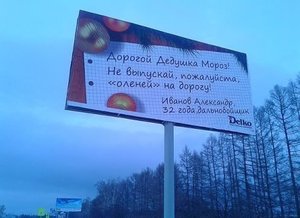 Дорогой Дедушка Мороз!
Не выпускай, пожалуйста,
«оленей» на дорогу!
Иванов Александр,
32 года, дальнобойщик
Delko